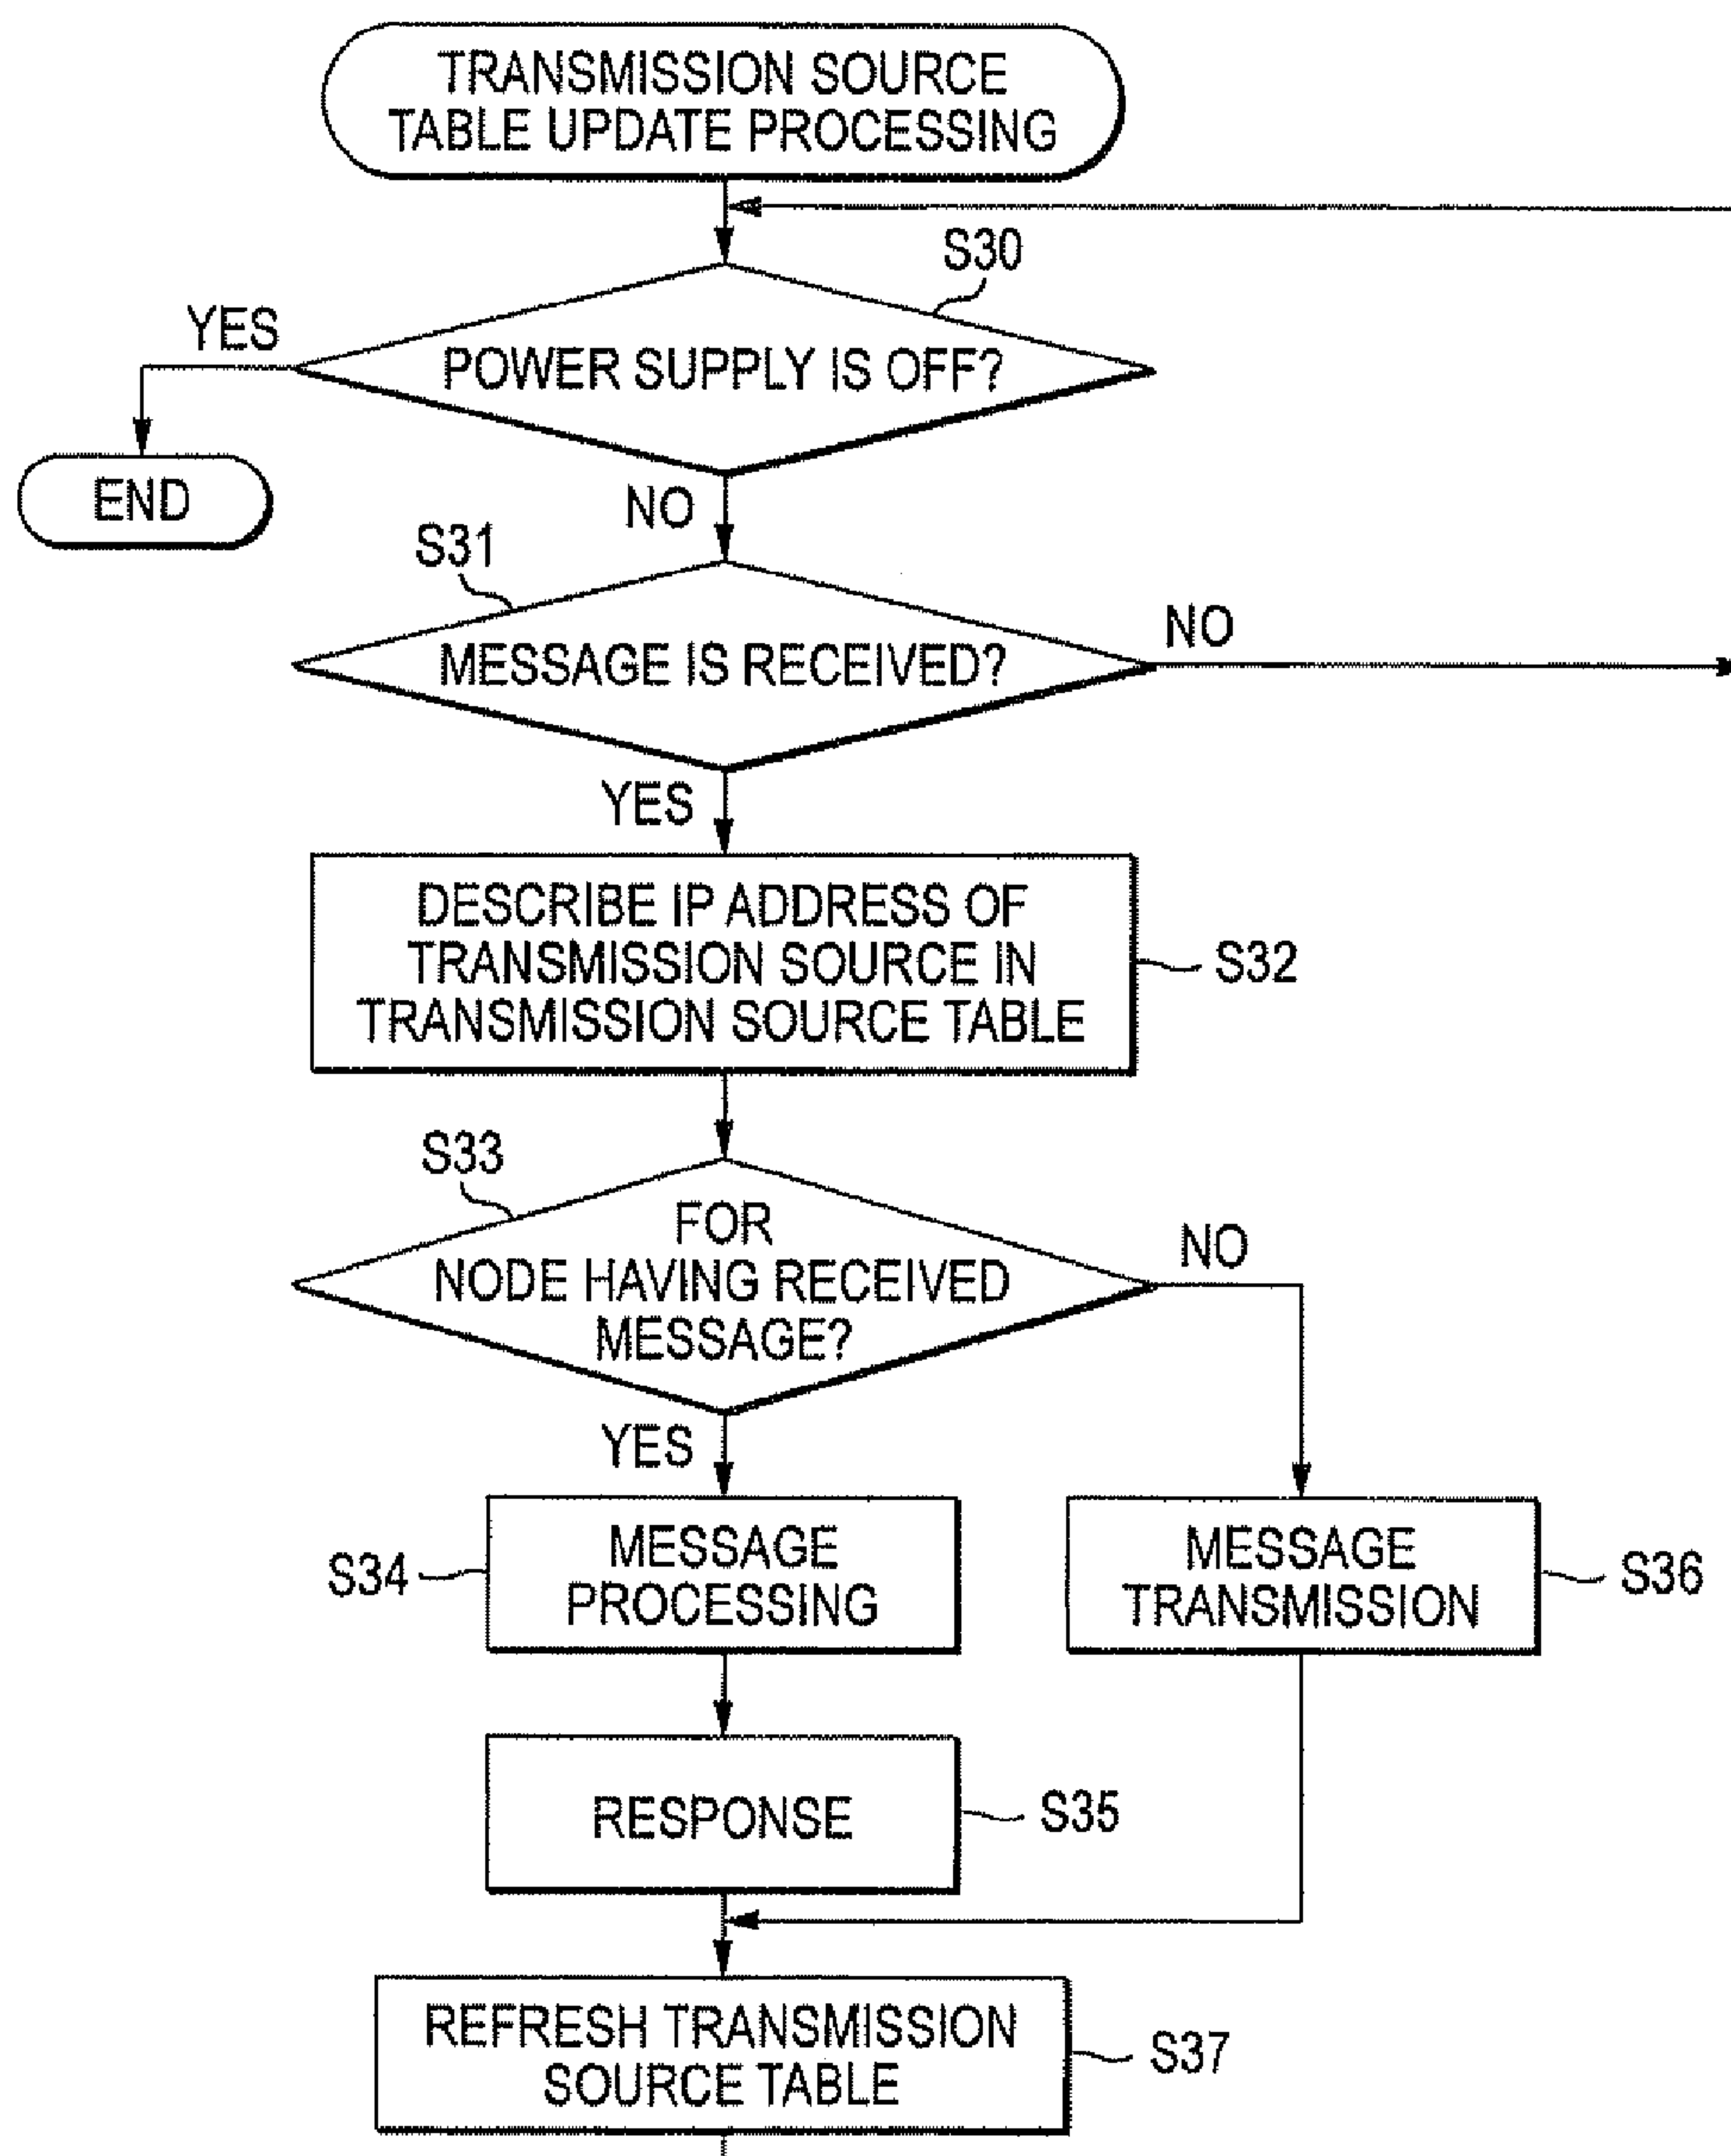 TRANSMISSION SOURCE
TABLE UPDATE PROCESSING
S30
YES
POWER SUPPLY IS OFF?
END
NO
S31
MESSAGE IS RECEIVED?
NO
YES
DESCRIBE IP ADDRESS OF
TRANSMISSION SOURCE IN
TRANSMISSION SOURCE TABLE
S32
S33
FOR
NODE HAVING RECEIVED
MESSAGE?
NO
YES
S34
MESSAGE
PROCESSING
MESSAGE
TRANSMISSION
S36
RESPONSE
S35
REFRESH TRANSMISSION
SOURCE TABLE
S37